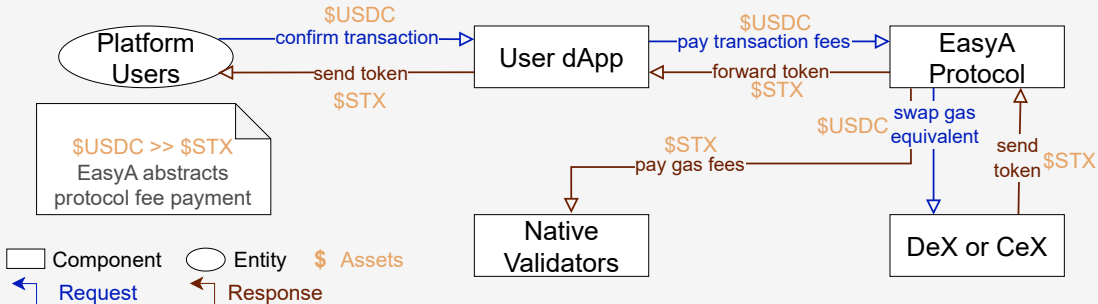 $USDC
confirm transaction
Platform
Users
send token
$STX
User dApp
$USDC
pay transaction fees
forward token
$STX
EasyA
Protocol
$USDC
swap gas
equivalent
send
token
$STX
$STX
pay gas fees
$USDC >> $STX
EasyA abstracts
protocol fee payment
Native
Validators
DeX or CeX
Component
Entity
$ Assets
Request
Response